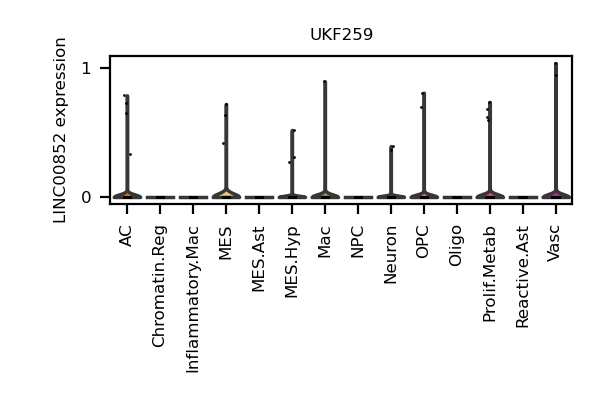 UKF259
LINC00852 expression
1
0
AC
Chromatin.Reg
Inflammatory.Mac
MES
MES.Ast
MES.Hyp
Mac
NPC
Neuron
OPC
Oligo
Prolif.Metab
Reactive.Ast
Vasc